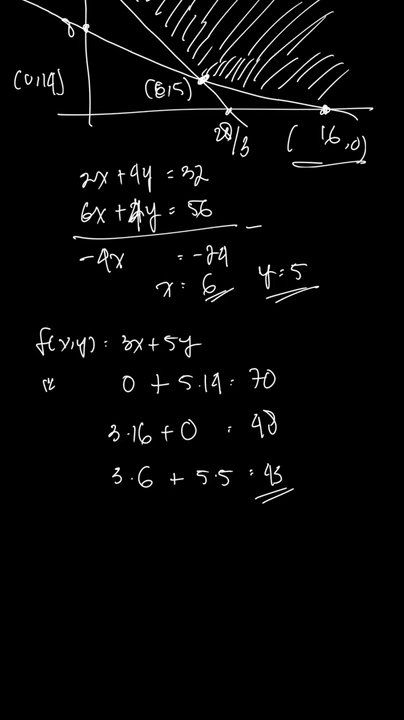 8
(0,14)
(6,5)
28/3
(16,0)
2x+4y=32
6x+4y=56
-4x =-24
x=6 y=5
f(x,y)=3x+5y
0+5.14=70
3.16+0=48
3.6+5.5=43